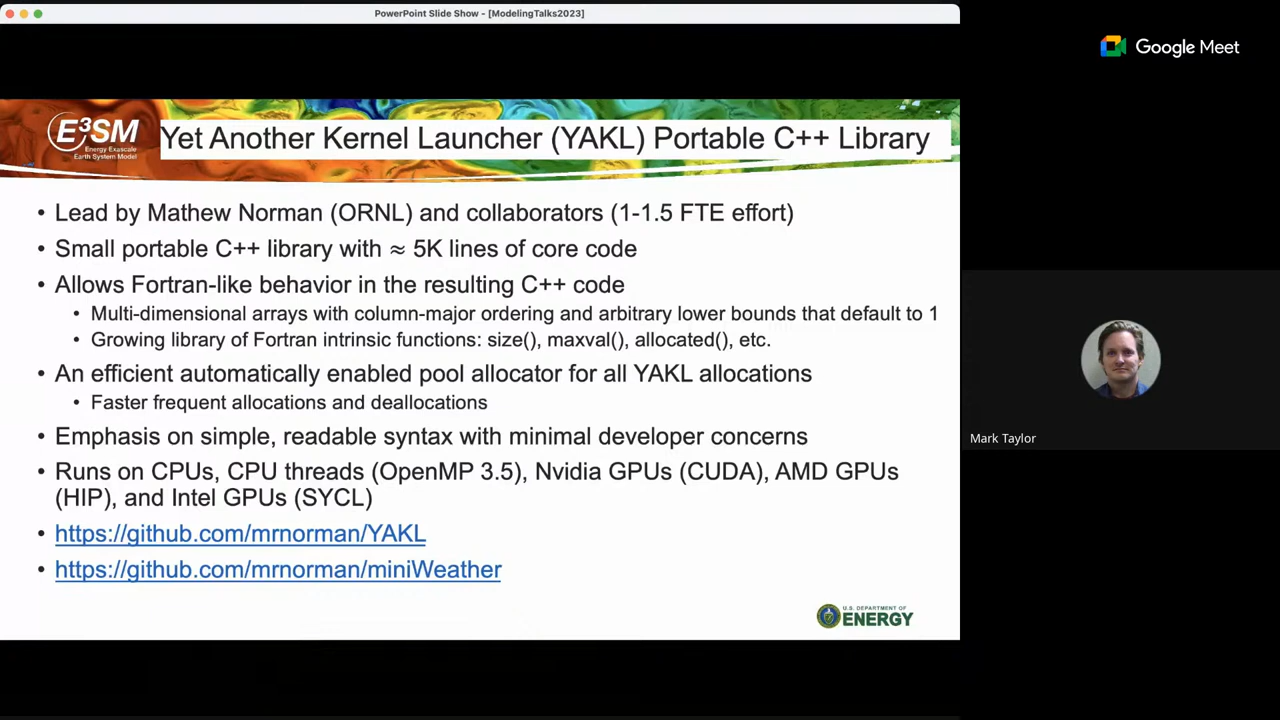 PowerPoint Slide Show - [ModelingTalks2023]
Google Meet
E³SM
Energy Exascale
Earth System Model
Yet Another Kernel Launcher (YAKL) Portable C++ Library
• Lead by Mathew Norman (ORNL) and collaborators (1-1.5 FTE effort)
• Small portable C++ library with ≈ 5K lines of core code
• Allows Fortran-like behavior in the resulting C++ code
• Multi-dimensional arrays with column-major ordering and arbitrary lower bounds that default to 1
• Growing library of Fortran intrinsic functions: size(), maxval(), allocated(), etc.
• An efficient automatically enabled pool allocator for all YAKL allocations
• Faster frequent allocations and deallocations
• Emphasis on simple, readable syntax with minimal developer concerns
• Runs on CPUs, CPU threads (OpenMP 3.5), Nvidia GPUs (CUDA), AMD GPUs
(HIP), and Intel GPUs (SYCL)
• https://github.com/mrnorman/YAKL
• https://github.com/mrnorman/miniWeather
U.S. DEPARTMENT OF
ENERGY
Mark Taylor